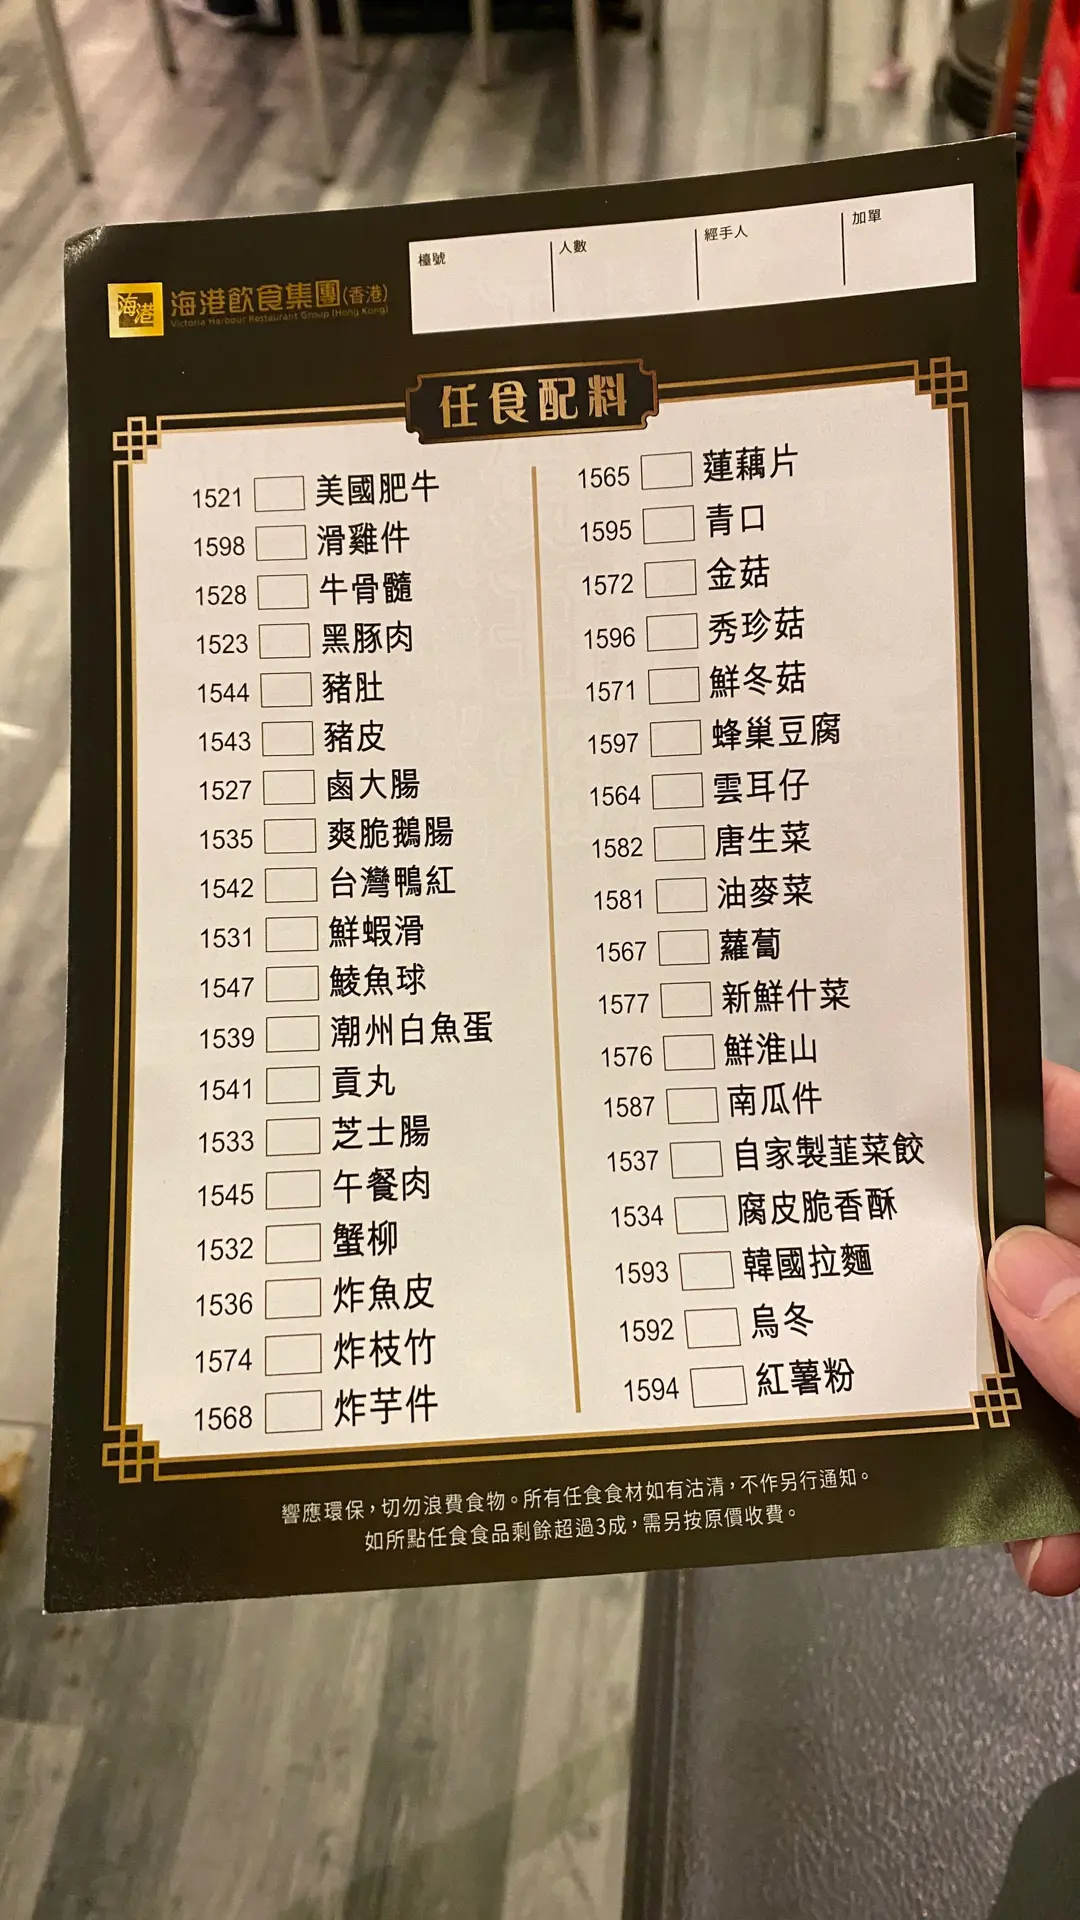 海港
海港飲食集團(香港)
Victoria Harbour Restaurant Group (Hong Kong)
檯號
人數
經手人
加單
任食配料
1521 美國肥牛
1598 滑雞件
1528 牛骨髓
1523 黑豚肉
1544 豬肚
1543 豬皮
1527 鹵大腸
1535 爽脆鵝腸
1542 台灣鴨紅
1531 鮮蝦滑
1547 鯪魚球
1539 潮州白魚蛋
1541 貢丸
1533 芝士腸
1545 午餐肉
1532 蟹柳
1536 炸魚皮
1574 炸枝竹
1568 炸芋件
1565 蓮藕片
1595 青口
1572 金菇
1596 秀珍菇
1571 鮮冬菇
1597 蜂巢豆腐
1564 雲耳仔
1582 唐生菜
1581 油麥菜
1567 蘿蔔
1577 新鮮什菜
1576 鮮淮山
1587 南瓜件
1537 自家製韮菜餃
1534 腐皮脆香酥
1593 韓國拉麵
1592 烏冬
1594 紅薯粉
響應環保，切勿浪費食物。所有任食食材如有沽清，不作另行通知。
如所點任食食品剩餘超過3成，需另按原價收費。